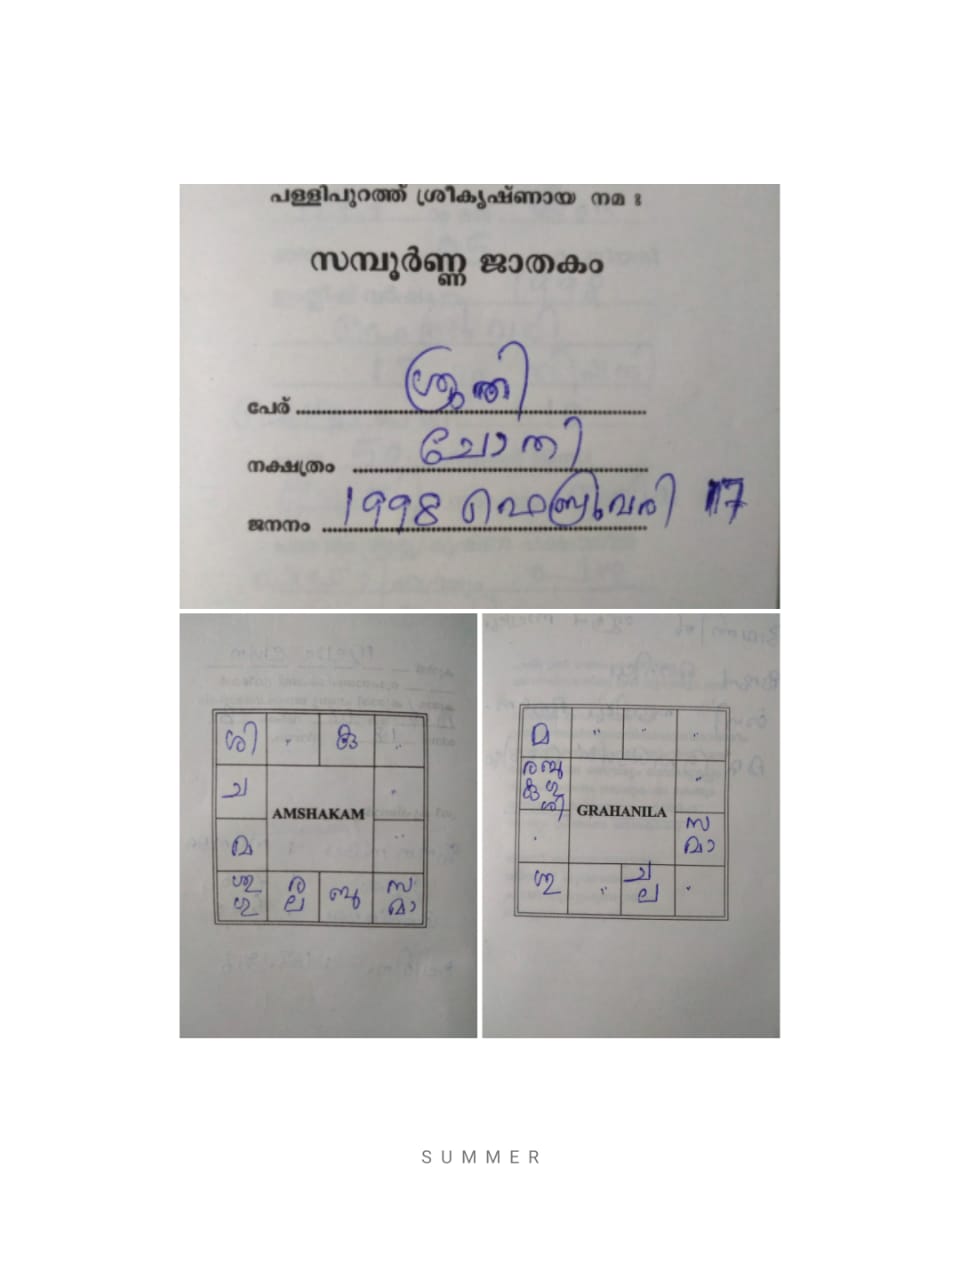 പള്ളിപുറത്ത് ശ്രീകൃഷ്ണായ നമ :
സമ്പൂർണ്ണ ജാതകം
പേര് ശ്രുതി
നക്ഷത്രം ചോതി
ജനനം 1998 ഫെബ്രുവരി 17
ശി " കു "
ച
AMSHAKAM
മ
ശു ഗു ര ല ബു സ മാ
മ " " "
ര ബു കു ഗു ശി
GRAHANILA
സ മാ
ശു " ച ല "
SUMMER